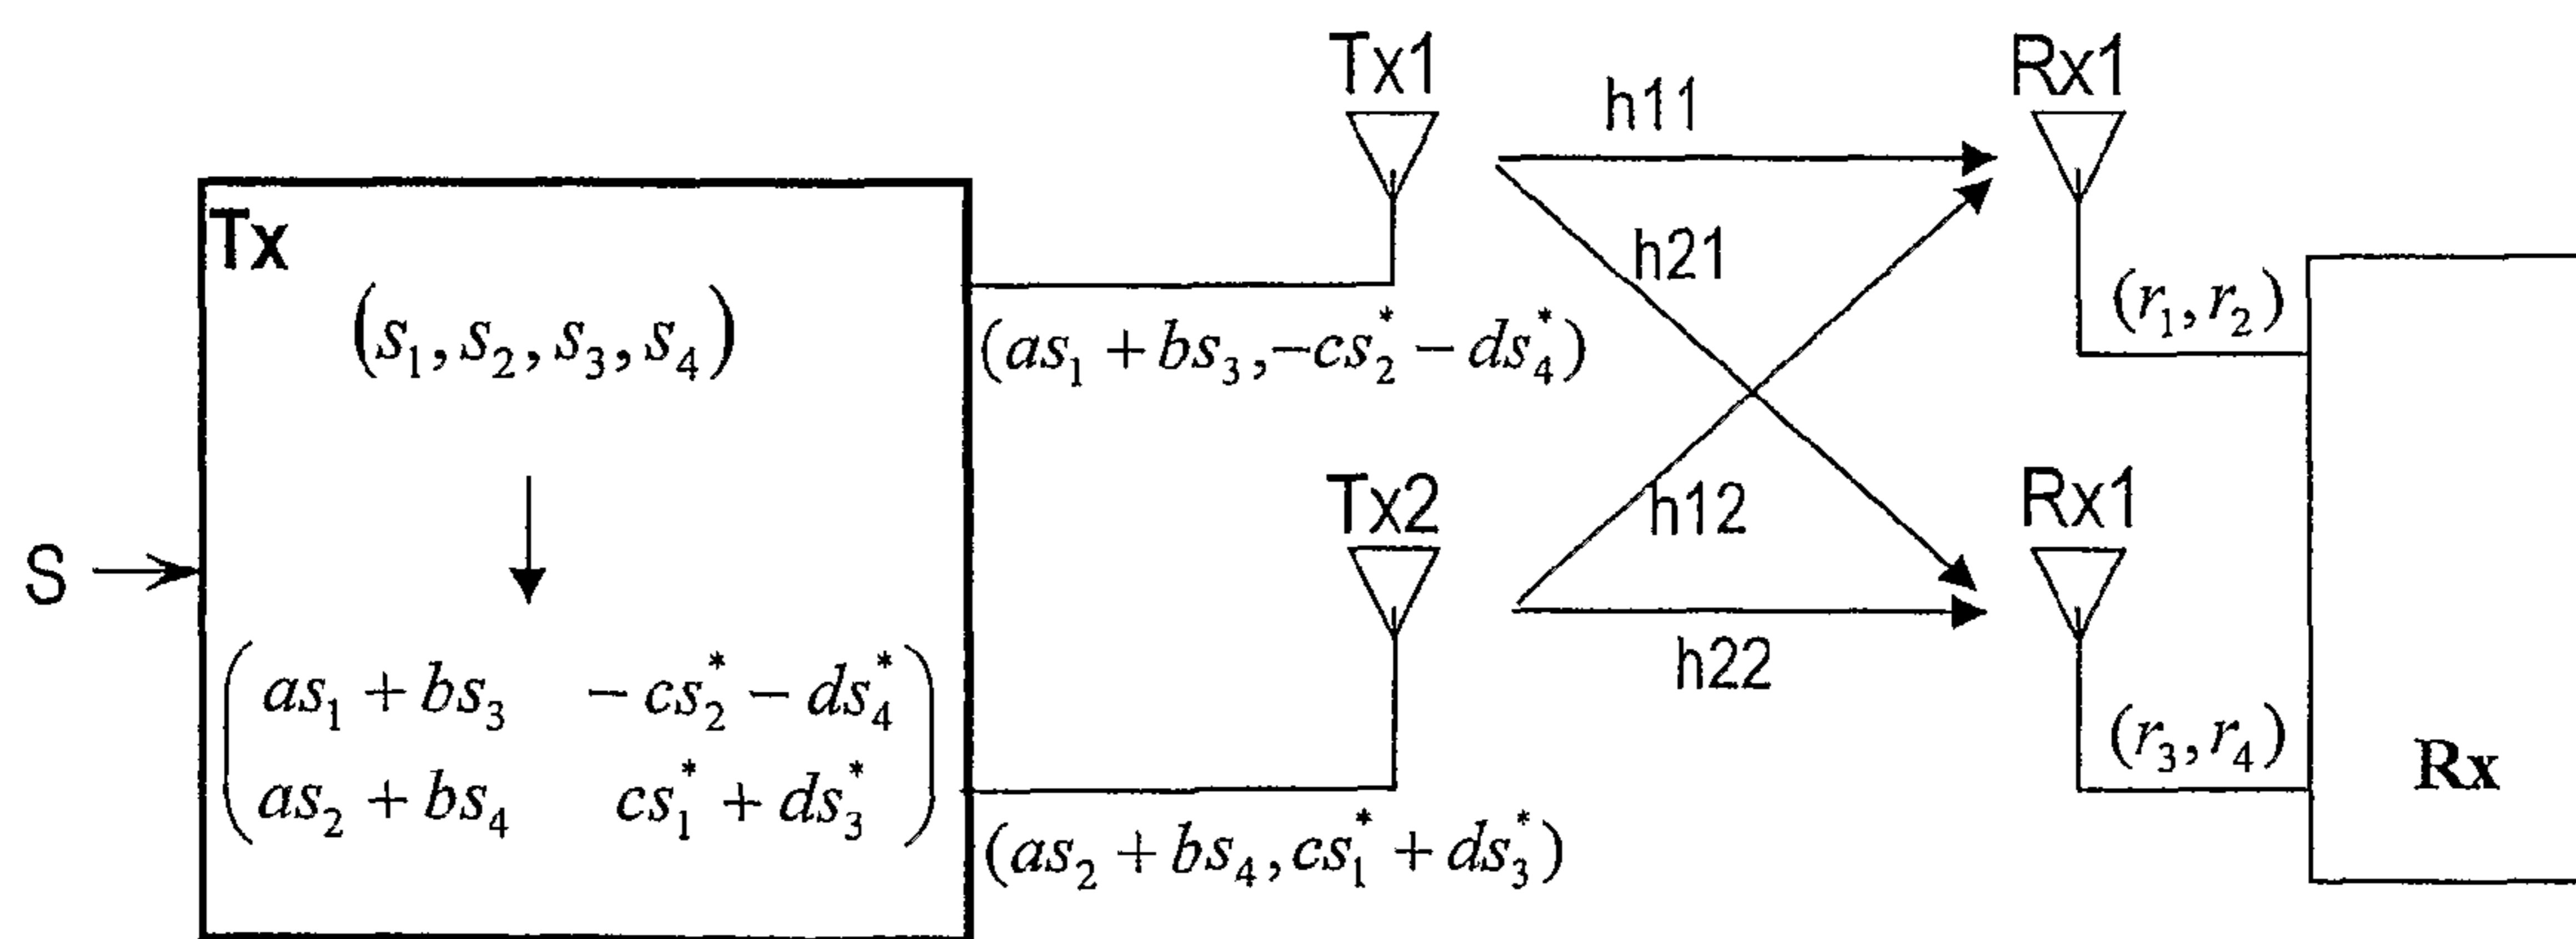 Tx1
h11
Rx1
Tx
h21
(s₁, s₂, s₃, s₄)
(as₁ + bs₃, -cs₂* - ds₄*)
(r₁, r₂)
Tx2
h12
Rx1
S
h22
as₁ + bs₃ - cs₂* - ds₄*
as₂ + bs₄ cs₁* + ds₃*
(as₂ + bs₄, cs₁* + ds₃*)
(r₃, r₄)
Rx